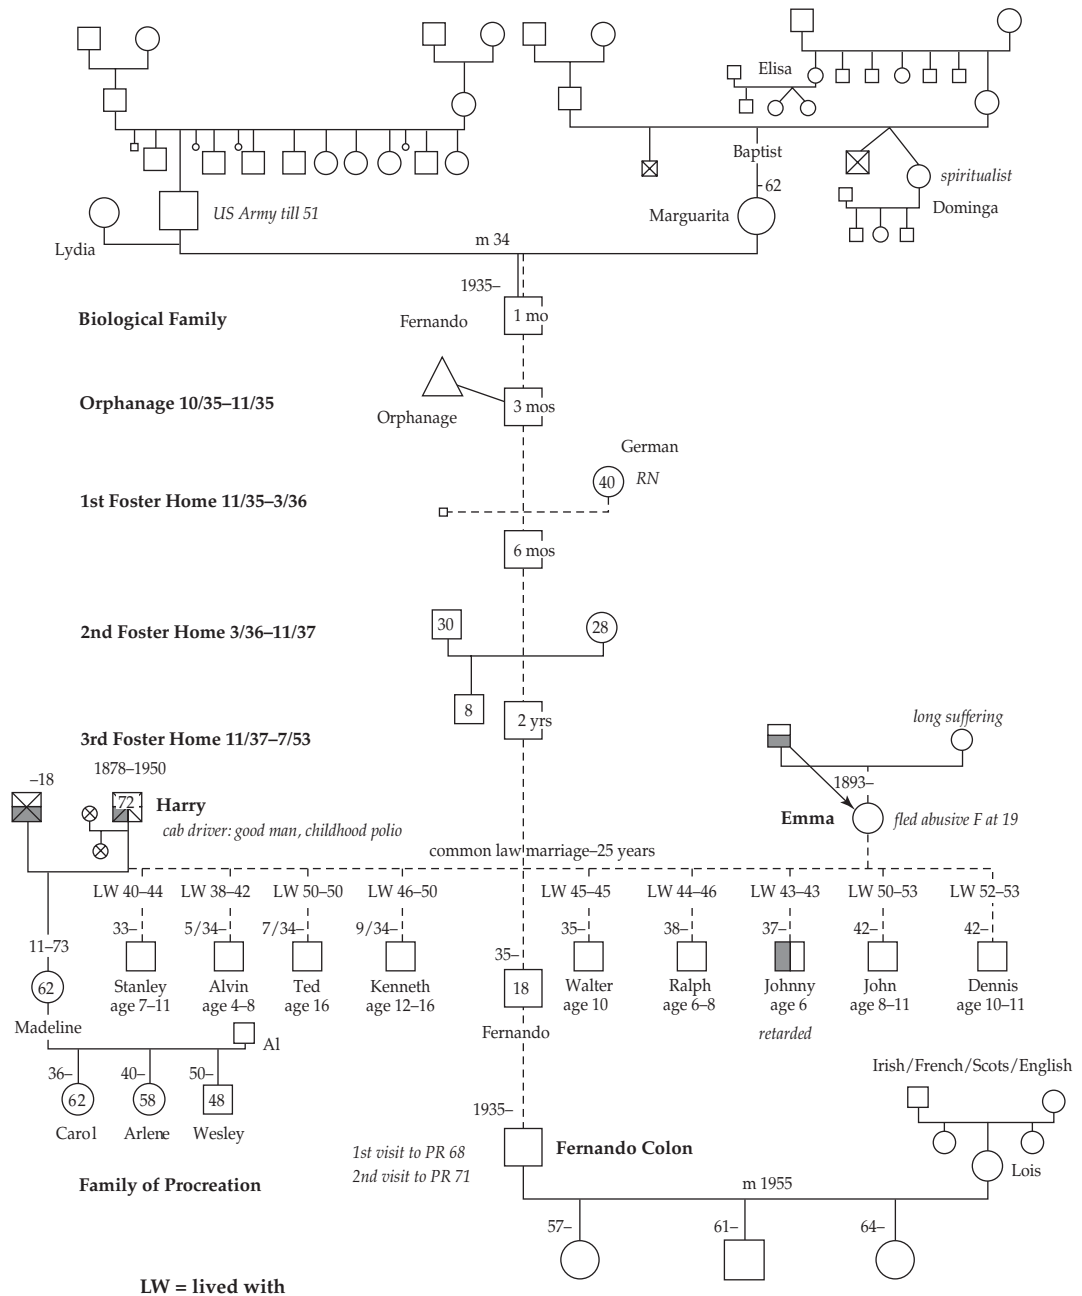 Elisa
Baptist
–62
spiritualist
Dominga
US Army till 51
Marguarita
Lydia
m 34
1935–
Biological Family
Fernando
1 mo
Orphanage 10/35–11/35
3 mos
Orphanage
German
RN
40
1st Foster Home 11/35–3/36
6 mos
30
28
2nd Foster Home 3/36–11/37
8
2 yrs
long suffering
3rd Foster Home 11/37–7/53
1878–1950
–18
1893–
72
Harry
Emma
fled abusive F at 19
cab driver: good man, childhood polio
common law marriage–25 years
LW 40–44
LW 38–42
LW 50–50
LW 46–50
LW 45–45
LW 44–46
LW 43–43
LW 50–53
LW 52–53
33–
5/34–
7/34–
9/34–
35–
35–
38–
37–
42–
42–
11–73
62
18
Stanley
age 7–11
Alvin
age 4–8
Ted
age 16
Kenneth
age 12–16
Walter
age 10
Ralph
age 6–8
Johnny
age 6
retarded
John
age 8–11
Dennis
age 10–11
Madeline
Fernando
Al
36–
40–
50–
62
58
48
Carol
Arlene
Wesley
Irish/French/Scots/English
1935–
1st visit to PR 68
2nd visit to PR 71
Fernando Colon
Lois
Family of Procreation
m 1955
57–
61–
64–
LW = lived with